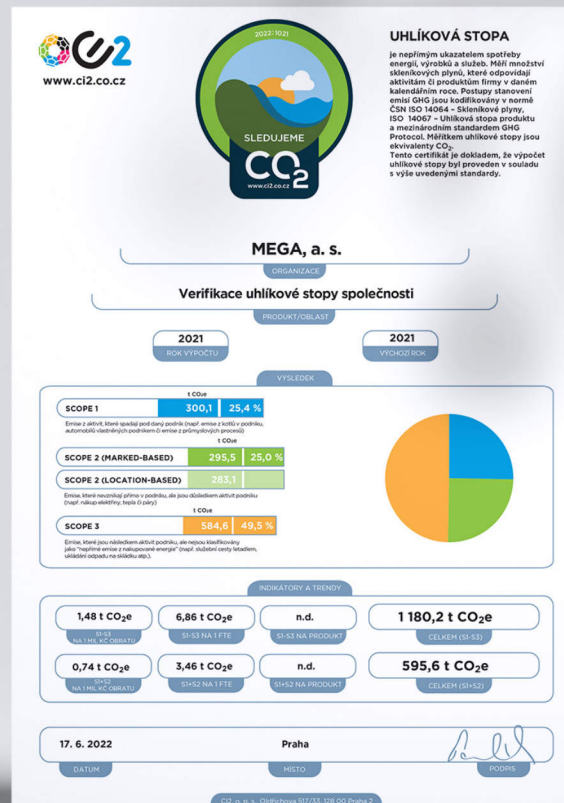 Ci2
www.ci2.co.cz
2022:1021
SLEDUJEME
CO2
www.ci2.co.cz
UHLÍKOVÁ STOPA
je nepřímým ukazatelem spotřeby
energií, výrobků a služeb. Měří množství
skleníkových plynů, které odpovídají
aktivitám či produktům firmy v daném
kalendářním roce. Postupy stanovení
emisí GHG jsou kodifikovány v normě
ČSN ISO 14064 – Skleníkové plyny,
ISO 14067 – Uhlíková stopa produktu
a mezinárodním standardem GHG
Protocol. Měřítkem uhlíkové stopy jsou
ekvivalenty CO2.
Tento certifikát je dokladem, že výpočet
uhlíkové stopy byl proveden v souladu
s výše uvedenými standardy.
MEGA, a. s.
ORGANIZACE
Verifikace uhlíkové stopy společnosti
PRODUKT/OBLAST
2021
ROK VÝPOČTU
2021
VÝCHOZÍ ROK
VÝSLEDEK
t CO2e
SCOPE 1 300,1 25,4 %
Emise z aktivit, které spadají pod daný podnik (např. emise z kotlů v podniku,
automobilů vlastněných podnikem či emise z průmyslových procesů)
t CO2e
SCOPE 2 (MARKED-BASED) 295,5 25,0 %
SCOPE 2 (LOCATION-BASED) 283,1
Emise, které nevznikají přímo v podniku, ale jsou důsledkem aktivit podniku
(např. nákup elektřiny, tepla či páry)
t CO2e
SCOPE 3 584,6 49,5 %
Emise, které jsou následkem aktivit podniku, ale nejsou klasifikovány
jako "nepřímé emise z nakupované energie" (např. služební cesty letadlem,
ukládání odpadu na skládku atp.).
INDIKÁTORY A TRENDY
1,48 t CO2e
S1-S3
NA 1 MIL KČ OBRATU
6,86 t CO2e
S1-S3 NA 1 FTE
n.d.
S1-S3 NA PRODUKT
1 180,2 t CO2e
CELKEM (S1-S3)
0,74 t CO2e
S1+S2
NA 1 MIL KČ OBRATU
3,46 t CO2e
S1+S2 NA 1 FTE
n.d.
S1+S2 NA PRODUKT
595,6 t CO2e
CELKEM (S1+S2)
17. 6. 2022
DATUM
Praha
MÍSTO
PODPIS
CI2, o. p. s., Oldřichova 517/33, 128 00 Praha 2